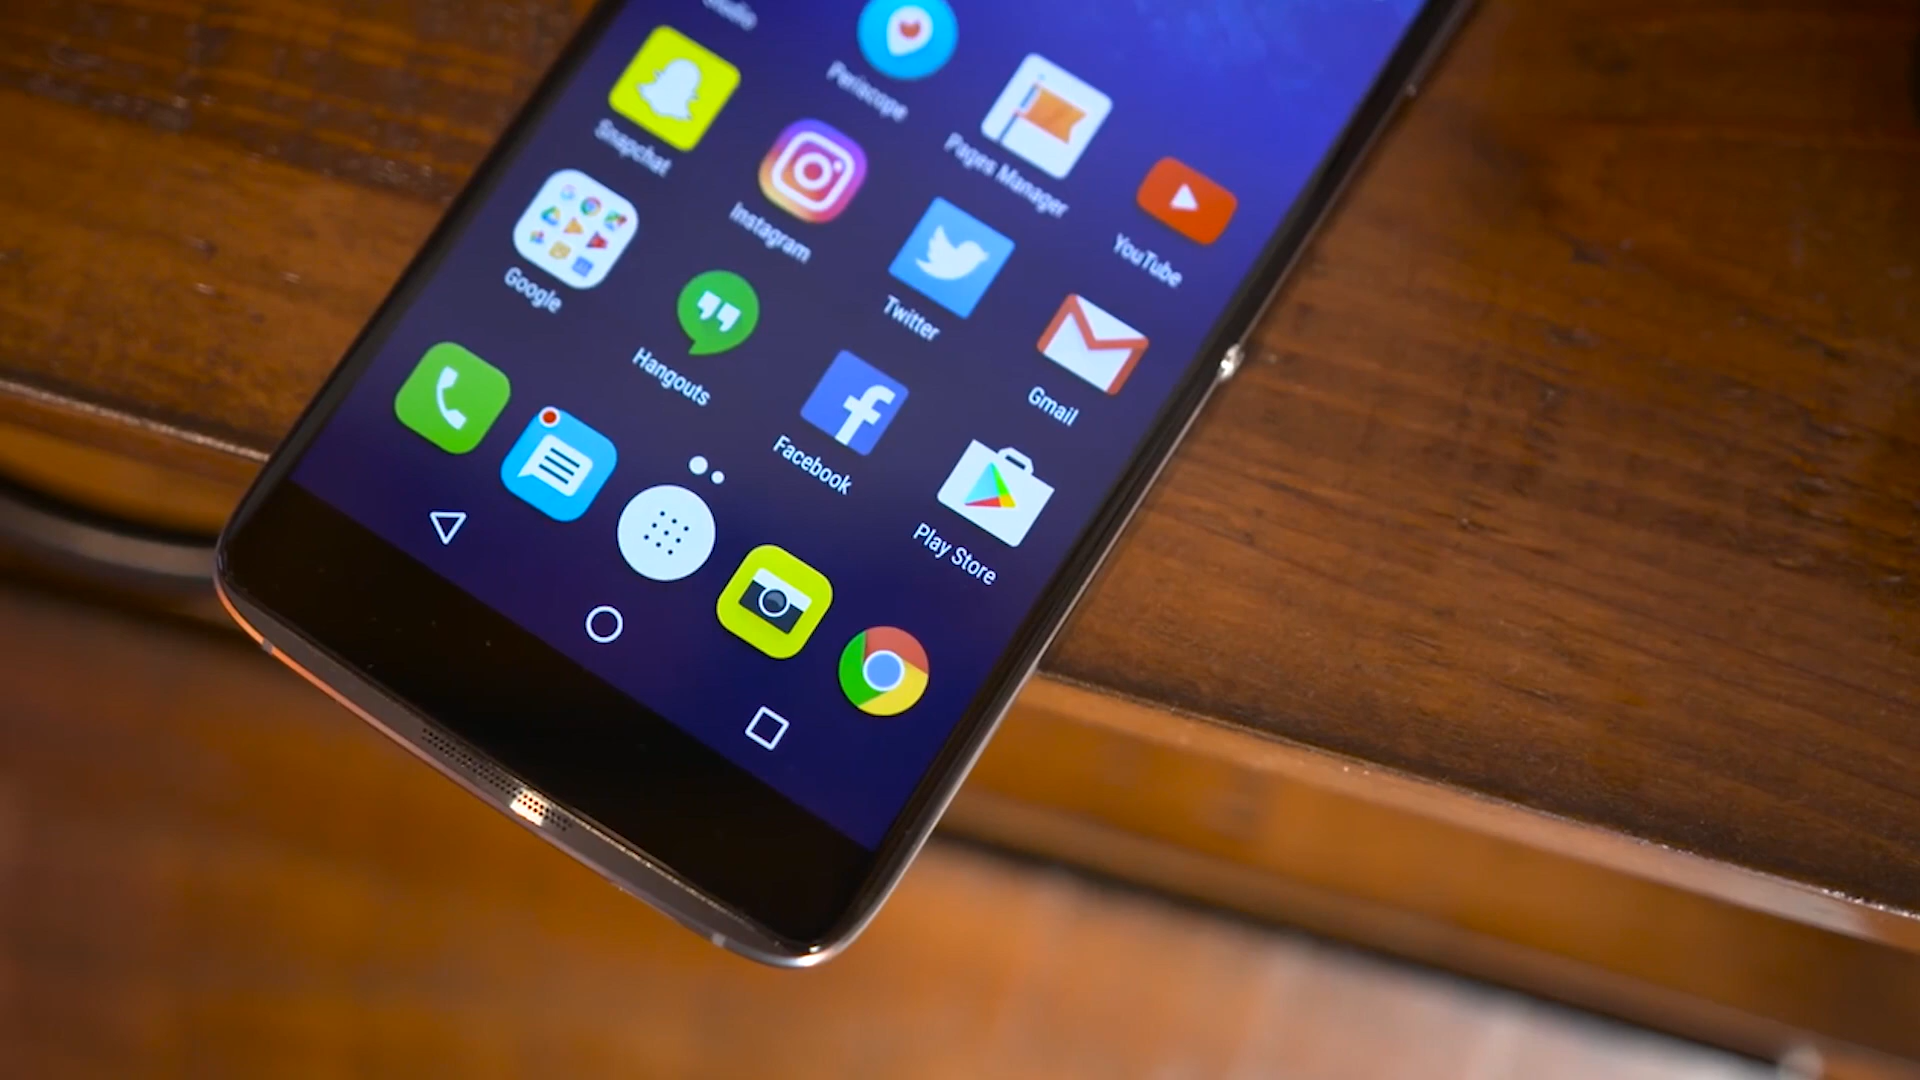 Periscope
Pages Manager
YouTube
Snapchat
Instagram
Twitter
Gmail
Google
Hangouts
Facebook
Play Store